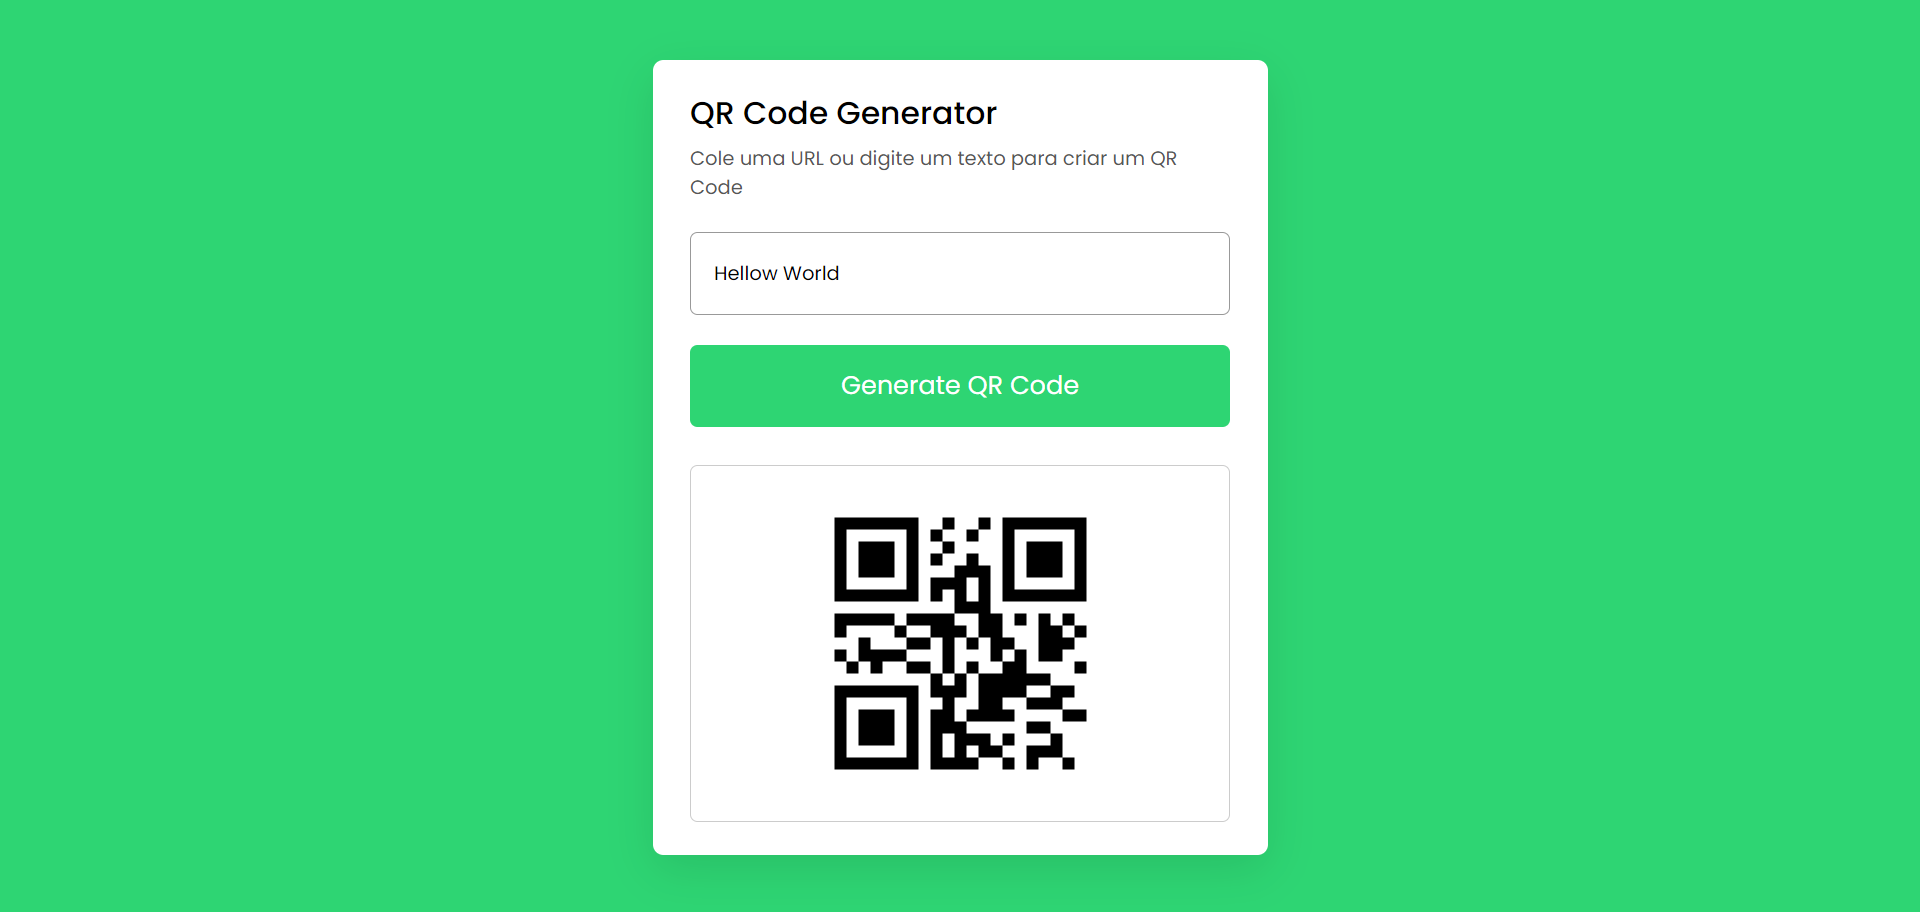 QR Code Generator
Cole uma URL ou digite um texto para criar um QR
Code
Hellow World
Generate QR Code